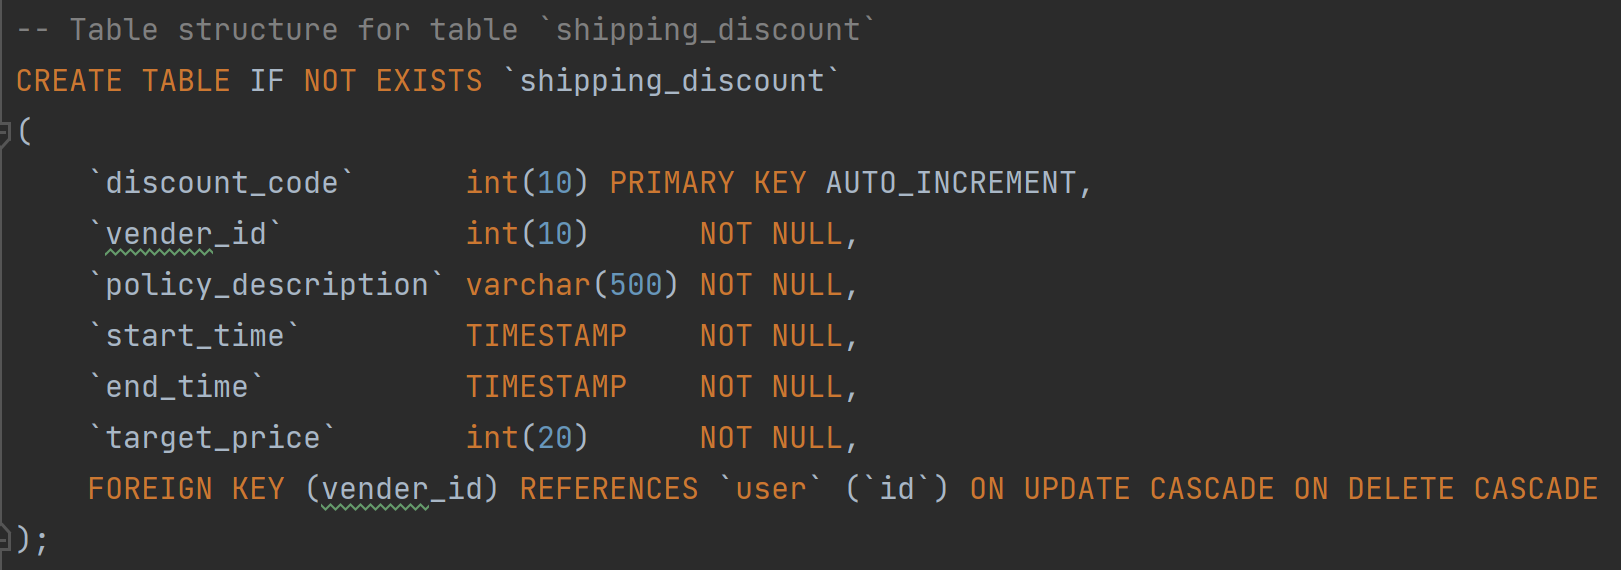 -- Table structure for table `shipping_discount`
CREATE TABLE IF NOT EXISTS `shipping_discount`
(
    `discount_code`      int(10) PRIMARY KEY AUTO_INCREMENT,
    `vender_id`          int(10)      NOT NULL,
    `policy_description` varchar(500) NOT NULL,
    `start_time`         TIMESTAMP    NOT NULL,
    `end_time`           TIMESTAMP    NOT NULL,
    `target_price`       int(20)      NOT NULL,
    FOREIGN KEY (vender_id) REFERENCES `user` (`id`) ON UPDATE CASCADE ON DELETE CASCADE
);